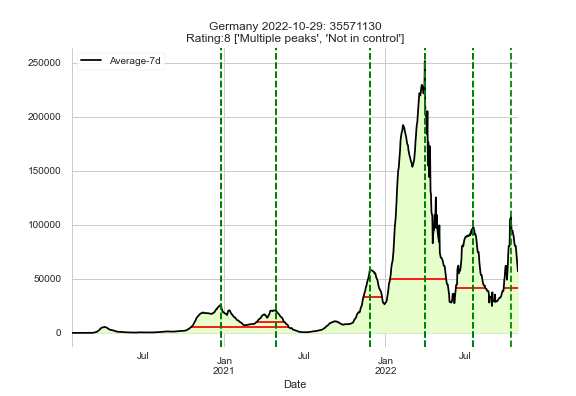 Germany 2022-10-29: 35571130
Rating:8 ['Multiple peaks', 'Not in control']
Average-7d
250000
200000
150000
100000
50000
0
Jul Jan Jul Jan Jul
2021 2022
Date